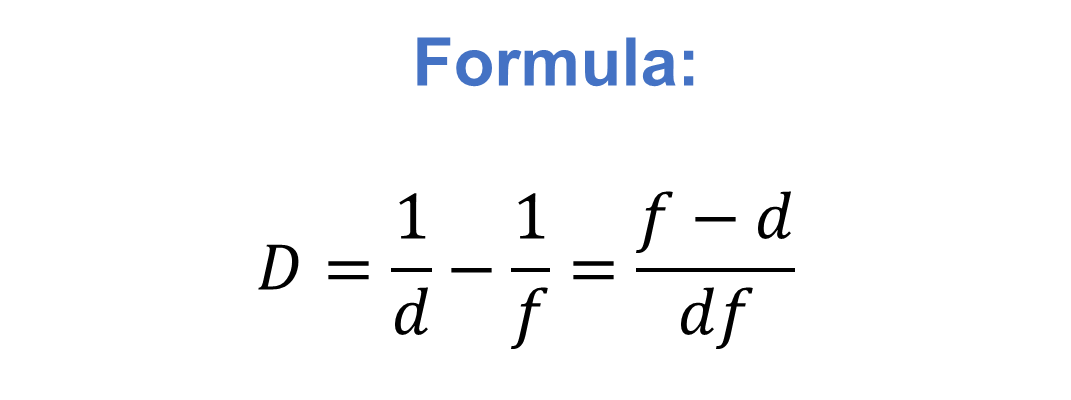 Formula:
D = 1/d − 1/f = (f − d)/(df)